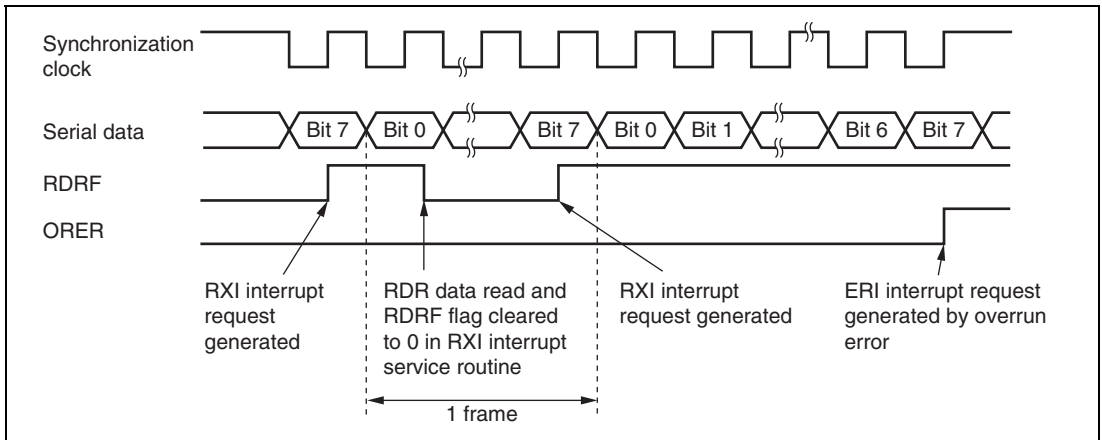 Synchronization
clock
Serial data
Bit 7 Bit 0 Bit 7 Bit 0 Bit 1 Bit 6 Bit 7
RDRF
ORER
RXI interrupt
request
generated
RDR data read and
RDRF flag cleared
to 0 in RXI interrupt
service routine
RXI interrupt
request generated
ERI interrupt request
generated by overrun
error
1 frame